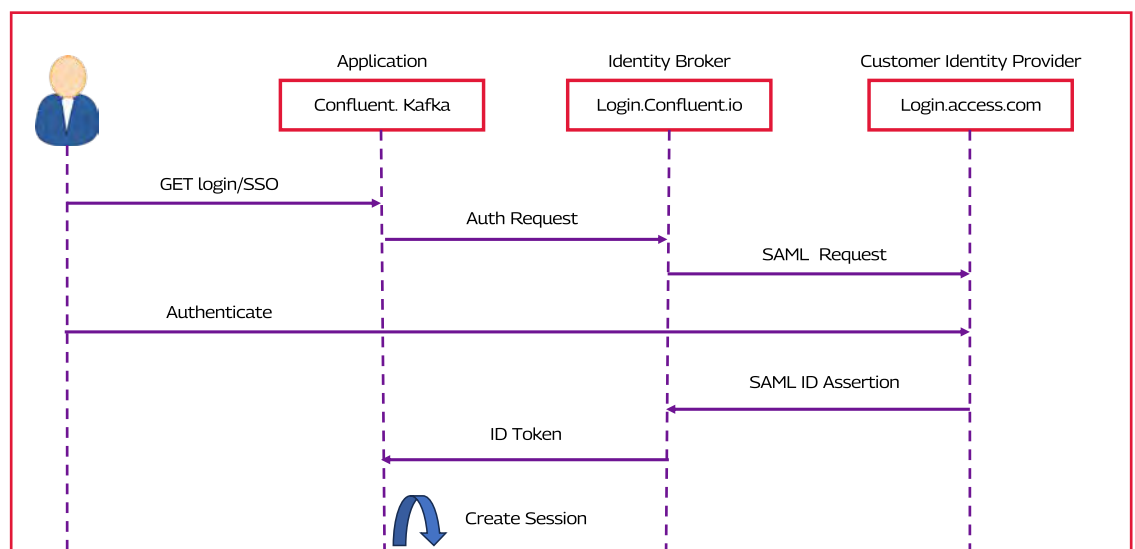 Application
Identity Broker
Customer Identity Provider
Confluent. Kafka
Login.Confluent.io
Login.access.com
GET login/SSO
Auth Request
SAML  Request
Authenticate
SAML ID Assertion
ID Token
Create Session